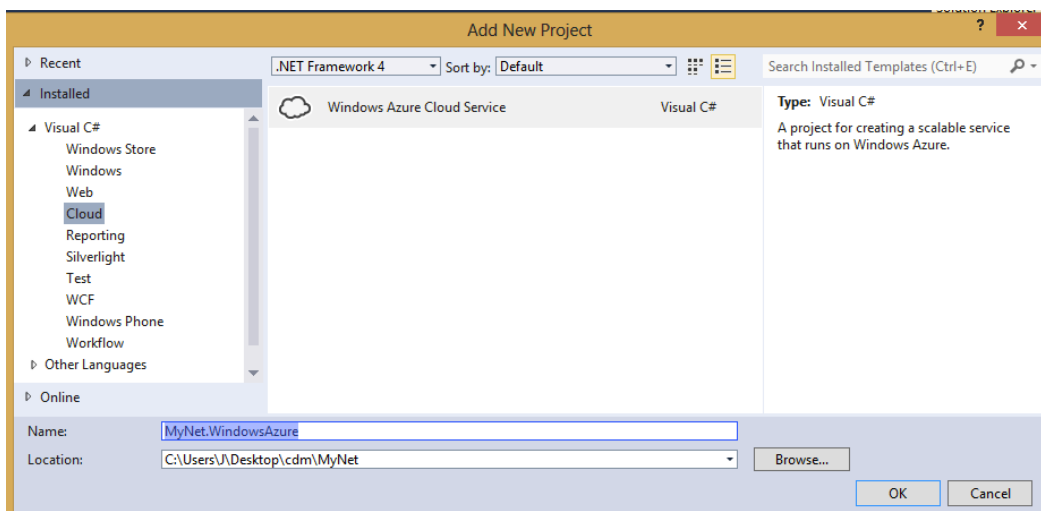 Add New Project
?
×
Recent
.NET Framework 4
Sort by: Default
Search Installed Templates (Ctrl+E)
Installed
Visual C#
Windows Store
Windows
Web
Cloud
Reporting
Silverlight
Test
WCF
Windows Phone
Workflow
Other Languages
Online
Windows Azure Cloud Service
Visual C#
Type: Visual C#
A project for creating a scalable service
that runs on Windows Azure.
Name:
MyNet.WindowsAzure
Location:
C:\Users\J\Desktop\cdm\MyNet
Browse...
OK
Cancel